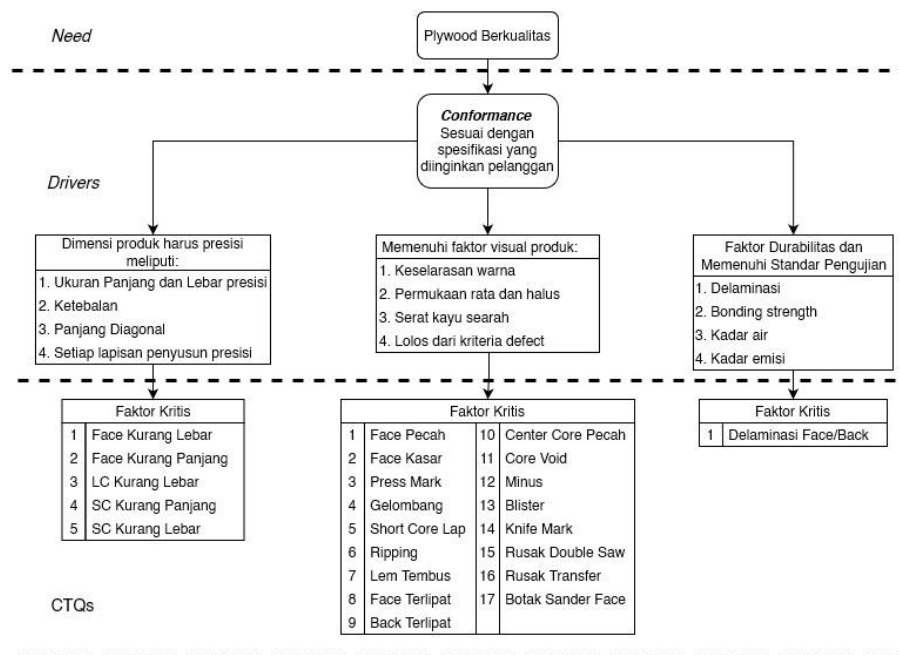 Need
Plywood Berkualitas
Conformance
Sesuai dengan
spesifikasi yang
diinginkan pelanggan
Drivers
Dimensi produk harus presisi
meliputi:
1. Ukuran Panjang dan Lebar presisi
2. Ketebalan
3. Panjang Diagonal
4. Setiap lapisan penyusun presisi
Memenuhi faktor visual produk:
1. Keselarasan warna
2. Permukaan rata dan halus
3. Serat kayu searah
4. Lolos dari kriteria defect
Faktor Durabilitas dan
Memenuhi Standar Pengujian
1. Delaminasi
2. Bonding strength
3. Kadar air
4. Kadar emisi
Faktor Kritis
1 Face Kurang Lebar
2 Face Kurang Panjang
3 LC Kurang Lebar
4 SC Kurang Panjang
5 SC Kurang Lebar
Faktor Kritis
1 Face Pecah
2 Face Kasar
3 Press Mark
4 Gelombang
5 Short Core Lap
6 Ripping
7 Lem Tembus
8 Face Terlipat
9 Back Terlipat
10 Center Core Pecah
11 Core Void
12 Minus
13 Blister
14 Knife Mark
15 Rusak Double Saw
16 Rusak Transfer
17 Botak Sander Face
Faktor Kritis
1 Delaminasi Face/Back
CTQs